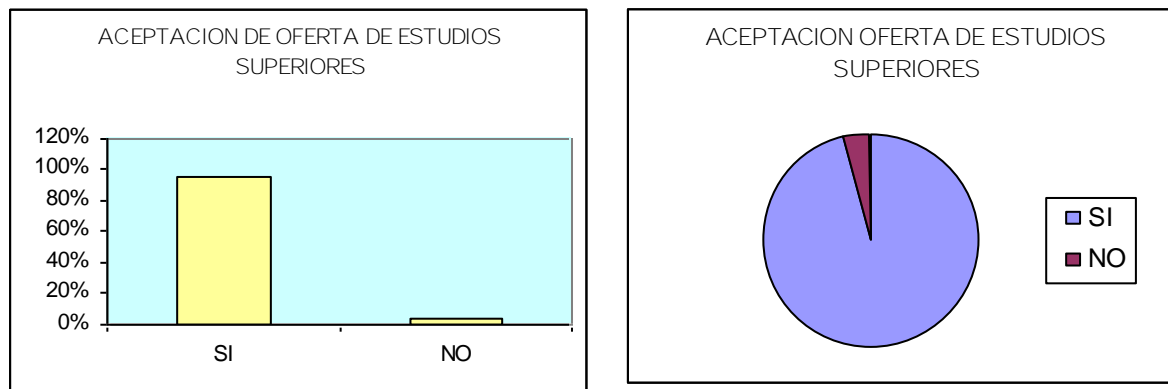 ACEPTACION DE OFERTA DE ESTUDIOS
SUPERIORES
120%
100%
80%
60%
40%
20%
0%
SI
NO
ACEPTACION OFERTA DE ESTUDIOS
SUPERIORES
SI
NO